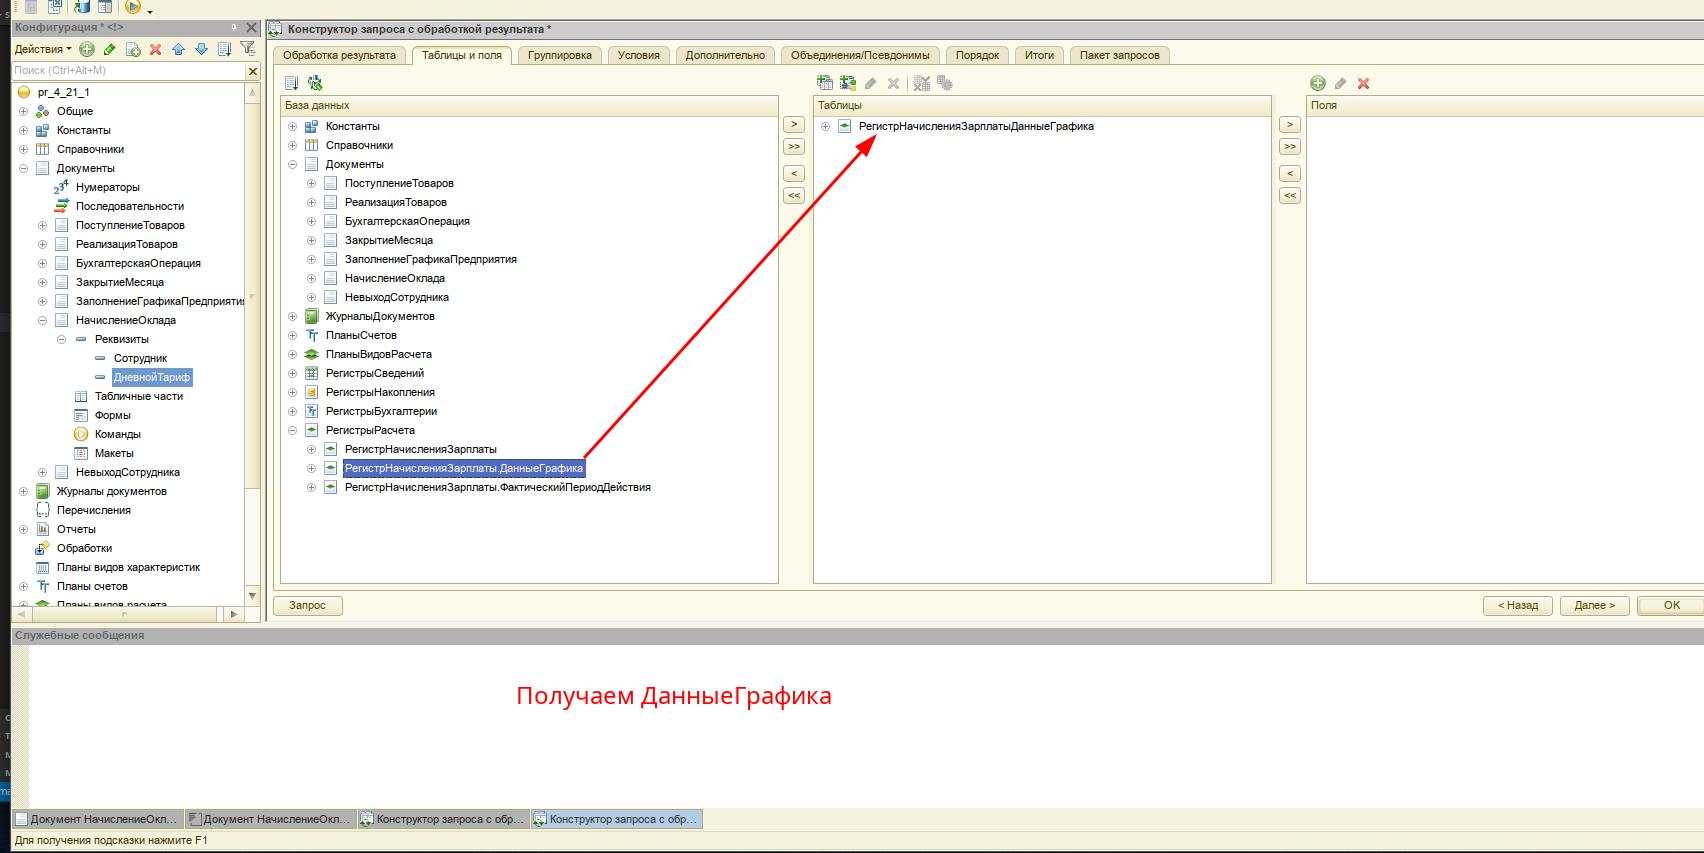 Конфигурация * <!>
Действия
Поиск (Ctrl+Alt+M)
pr_4_21_1
Общие
Константы
Справочники
Документы
Нумераторы
Последовательности
ПоступлениеТоваров
РеализацияТоваров
БухгалтерскаяОперация
ЗакрытиеМесяца
ЗаполнениеГрафикаПредприятия
НачислениеОклада
Реквизиты
Сотрудник
ДневнойТариф
Табличные части
Формы
Команды
Макеты
НевыходСотрудника
Журналы документов
Перечисления
Отчеты
Обработки
Планы видов характеристик
Планы счетов
Планы видов расчета
Конструктор запроса с обработкой результата *
Обработка результата
Таблицы и поля
Группировка
Условия
Дополнительно
Объединения/Псевдонимы
Порядок
Итоги
Пакет запросов
База данных
Константы
Справочники
Документы
ПоступлениеТоваров
РеализацияТоваров
БухгалтерскаяОперация
ЗакрытиеМесяца
ЗаполнениеГрафикаПредприятия
НачислениеОклада
НевыходСотрудника
ЖурналыДокументов
ПланыСчетов
ПланыВидовРасчета
РегистрыСведений
РегистрыНакопления
РегистрыБухгалтерии
РегистрыРасчета
РегистрНачисленияЗарплаты
РегистрНачисленияЗарплаты.ДанныеГрафика
РегистрНачисленияЗарплаты.ФактическийПериодДействия
>
>>
<
<<
Таблицы
РегистрНачисленияЗарплатыДанныеГрафика
>
>>
<
<<
Поля
Запрос
< Назад
Далее >
OK
Служебные сообщения
Получаем ДанныеГрафика
Документ НачислениеОкл...
Документ НачислениеОкл...
Конструктор запроса с обр...
Конструктор запроса с обр...
Для получения подсказки нажмите F1